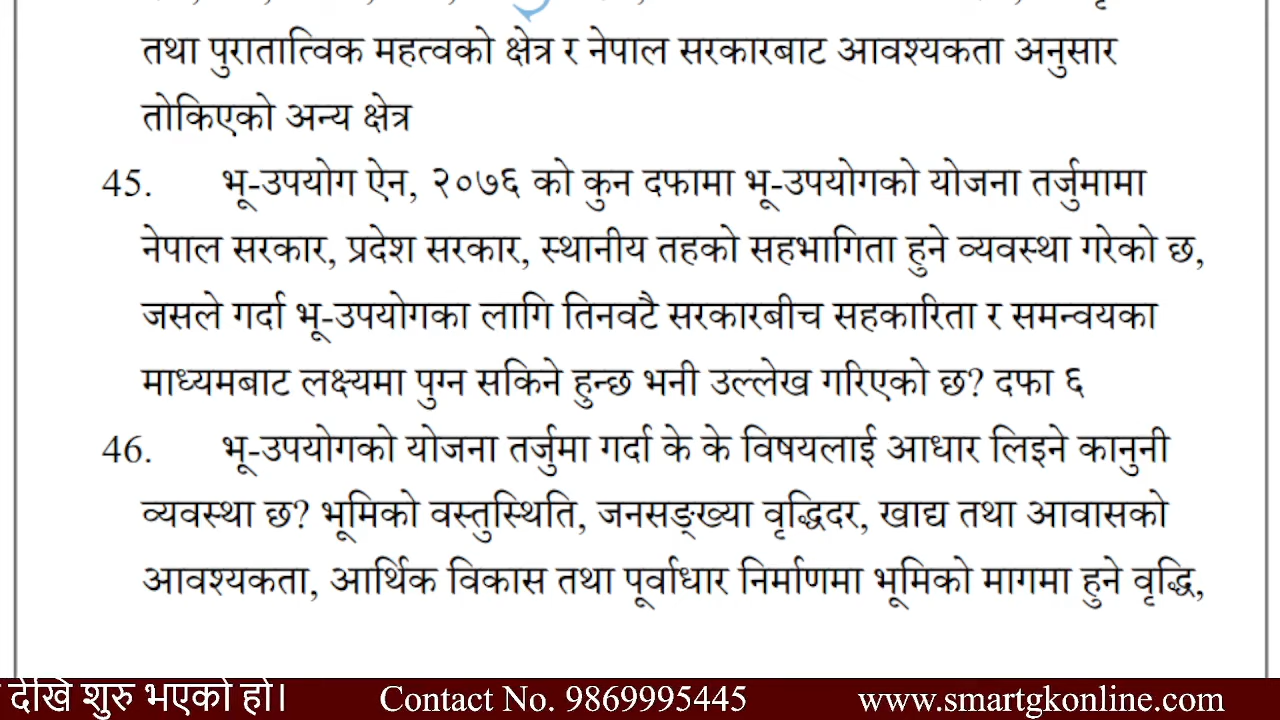 तथा पुरातात्विक महत्वको क्षेत्र र नेपाल सरकारबाट आवश्यकता अनुसार
तोकिएको अन्य क्षेत्र
45. भू-उपयोग ऐन, २०७६ को कुन दफामा भू-उपयोगको योजना तर्जुमामा
नेपाल सरकार, प्रदेश सरकार, स्थानीय तहको सहभागिता हुने व्यवस्था गरेको छ,
जसले गर्दा भू-उपयोगका लागि तिनवटै सरकारबीच सहकारिता र समन्वयका
माध्यमबाट लक्ष्यमा पुग्न सकिने हुन्छ भनी उल्लेख गरिएको छ? दफा ६
46. भू-उपयोगको योजना तर्जुमा गर्दा के के विषयलाई आधार लिइने कानुनी
व्यवस्था छ? भूमिको वस्तुस्थिति, जनसङ्ख्या वृद्धिदर, खाद्य तथा आवासको
आवश्यकता, आर्थिक विकास तथा पूर्वाधार निर्माणमा भूमिको मागमा हुने वृद्धि,
देखि शुरु भएको हो। Contact No. 9869995445 www.smartgkonline.com